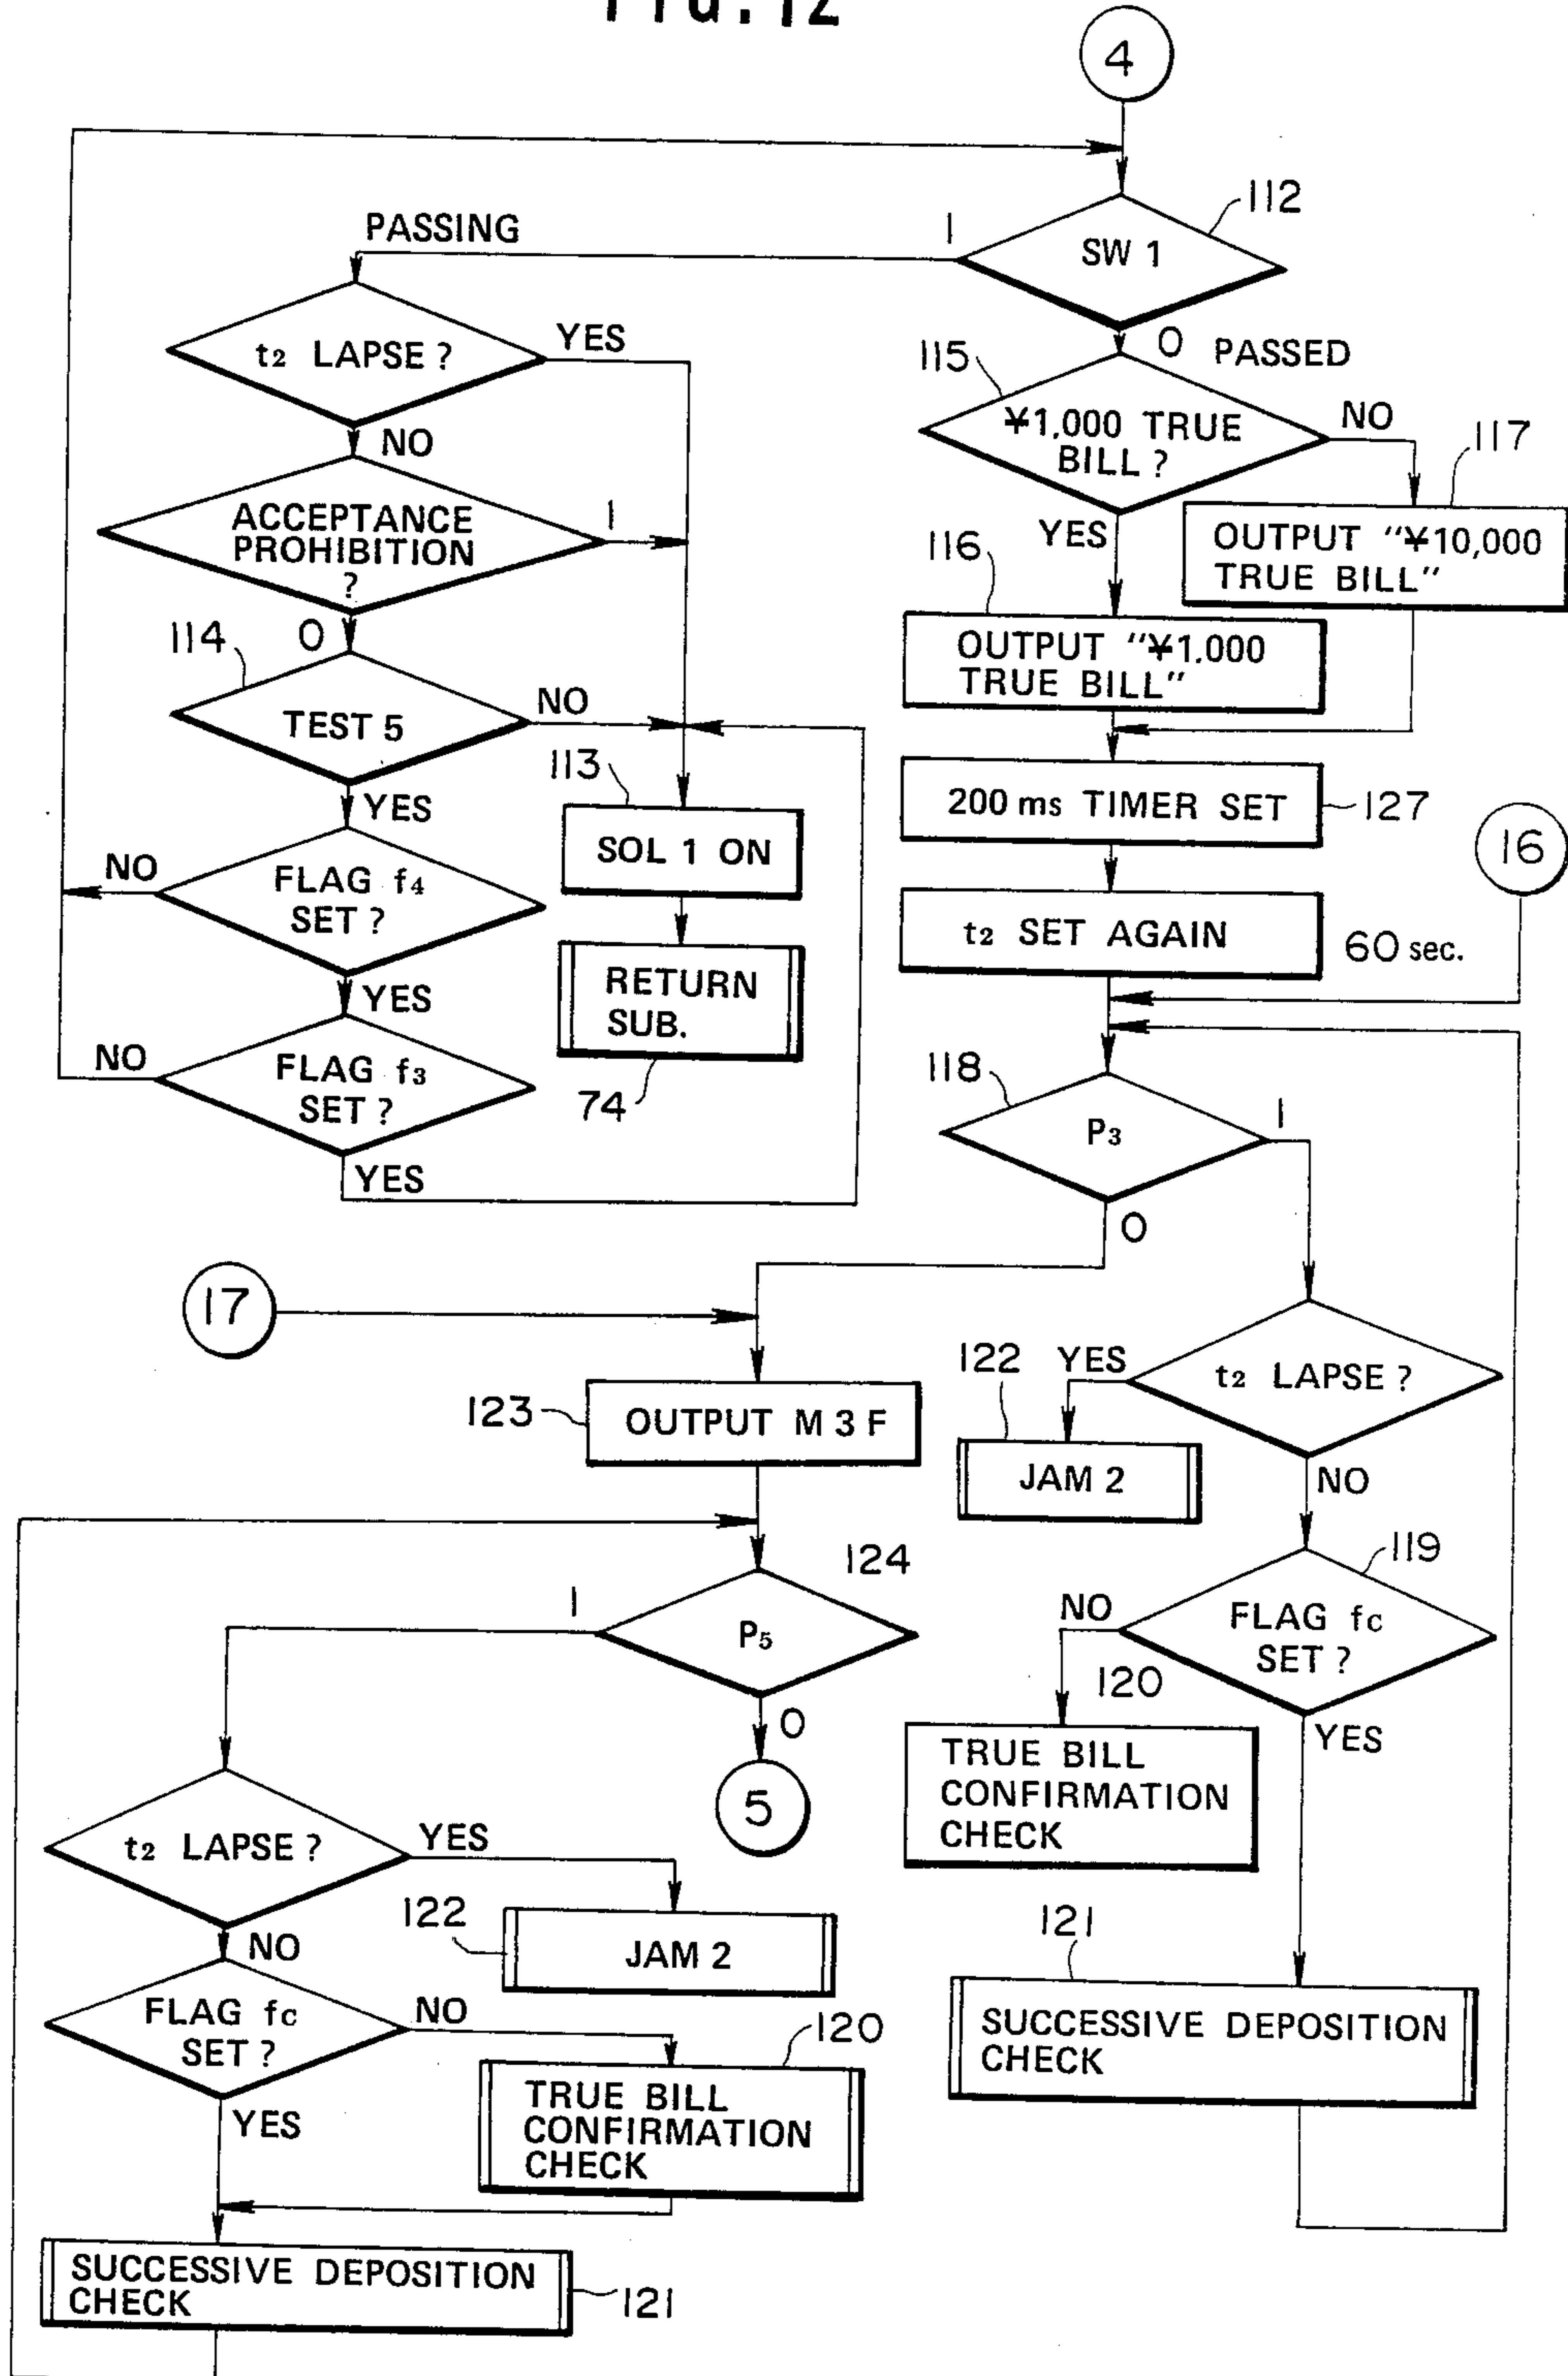 FIG.12
4
112
SW 1
1
PASSING
0 PASSED
t2 LAPSE ?
YES
NO
ACCEPTANCE
PROHIBITION
?
1
0
114
TEST 5
NO
YES
FLAG f4
SET ?
NO
YES
FLAG f3
SET ?
NO
YES
113
SOL 1 ON
RETURN
SUB.
74
115
¥1,000 TRUE
BILL ?
NO
YES
117
OUTPUT "¥10,000
TRUE BILL"
116
OUTPUT "¥1.000
TRUE BILL"
200 ms TIMER SET
127
16
t2 SET AGAIN
60 sec.
118
P3
1
0
17
t2 LAPSE ?
YES
NO
122
JAM 2
123
OUTPUT M 3 F
119
FLAG fc
SET ?
NO
YES
120
TRUE BILL
CONFIRMATION
CHECK
121
SUCCESSIVE DEPOSITION
CHECK
124
P5
1
0
5
t2 LAPSE ?
YES
NO
122
JAM 2
FLAG fc
SET ?
NO
YES
120
TRUE BILL
CONFIRMATION
CHECK
SUCCESSIVE DEPOSITION
CHECK
121